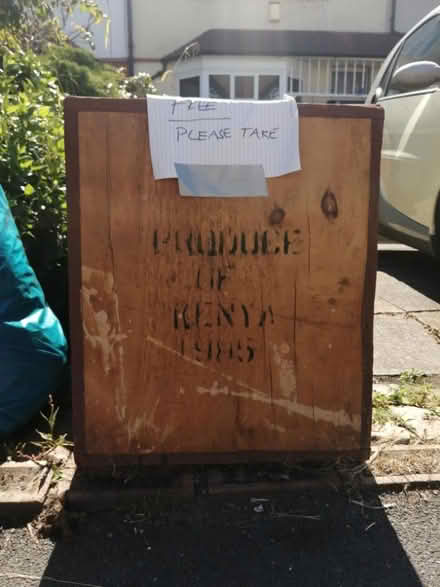 FREE
PLEASE TAKE
PRODUCE
OF
KENYA
1985